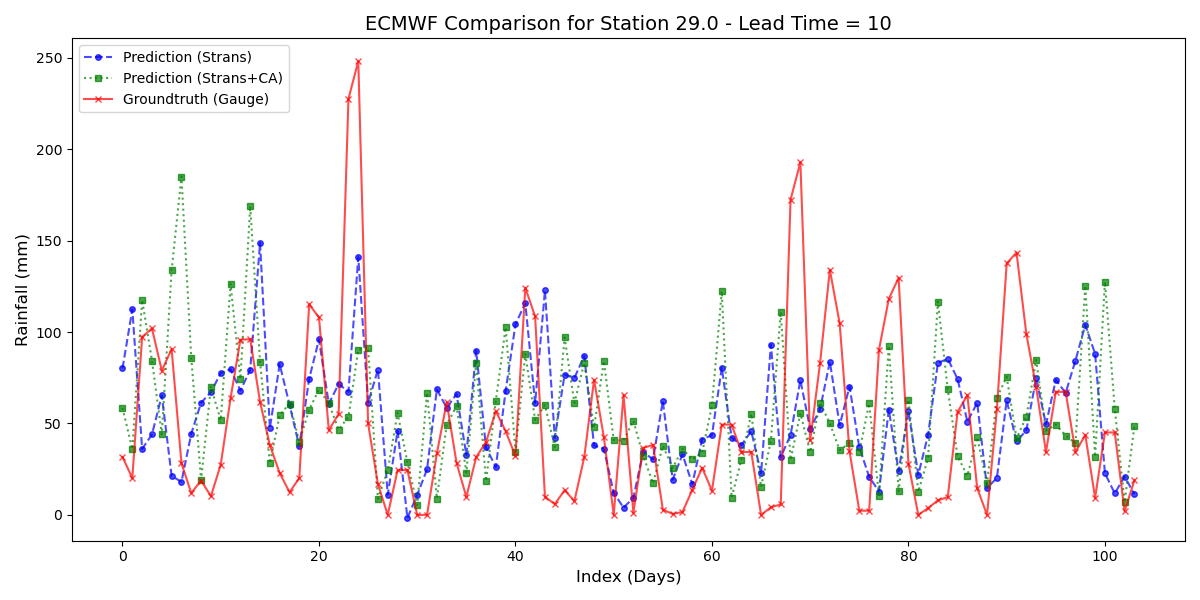 ECMWF Comparison for Station 29.0 - Lead Time = 10
Prediction (Strans)
Prediction (Strans+CA)
Groundtruth (Gauge)
Rainfall (mm)
250
200
150
100
50
0
0 20 40 60 80 100
Index (Days)